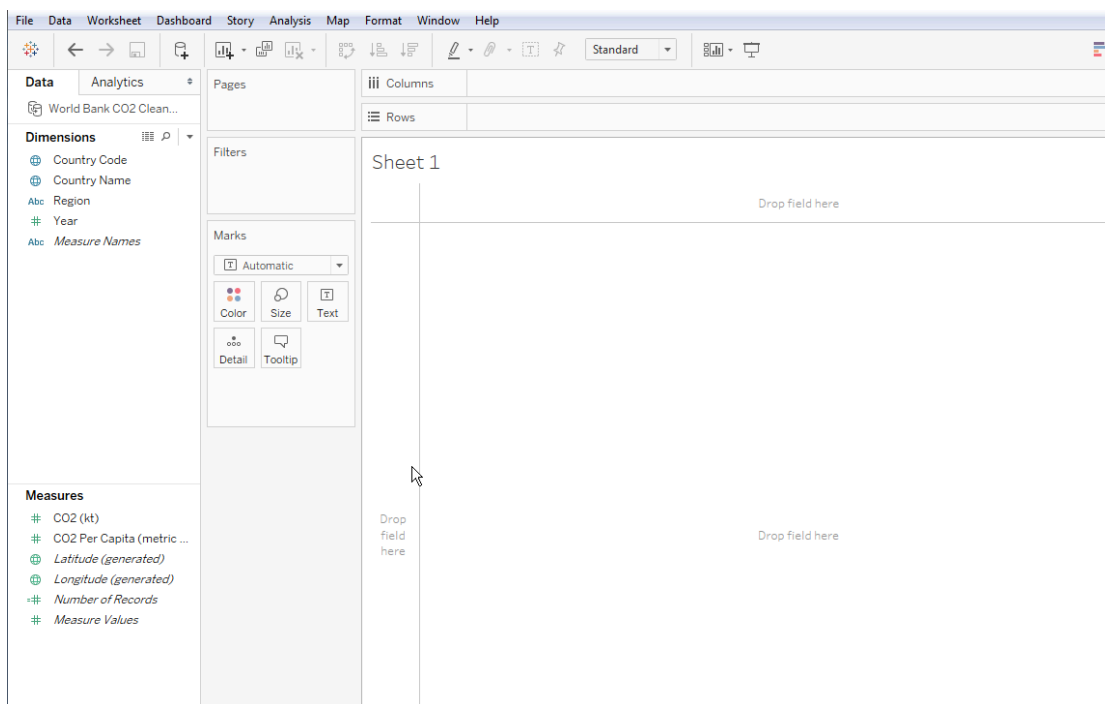 File Data Worksheet Dashboard Story Analysis Map Format Window Help
Standard
Data Analytics
World Bank CO2 Clean...
Dimensions
Country Code
Country Name
Abc Region
# Year
Abc Measure Names
Measures
# CO2 (kt)
# CO2 Per Capita (metric ...
Latitude (generated)
Longitude (generated)
=# Number of Records
# Measure Values
Pages
Filters
Marks
T Automatic
Color Size Text
Detail Tooltip
Columns
Rows
Sheet 1
Drop field here
Drop
field
here
Drop field here